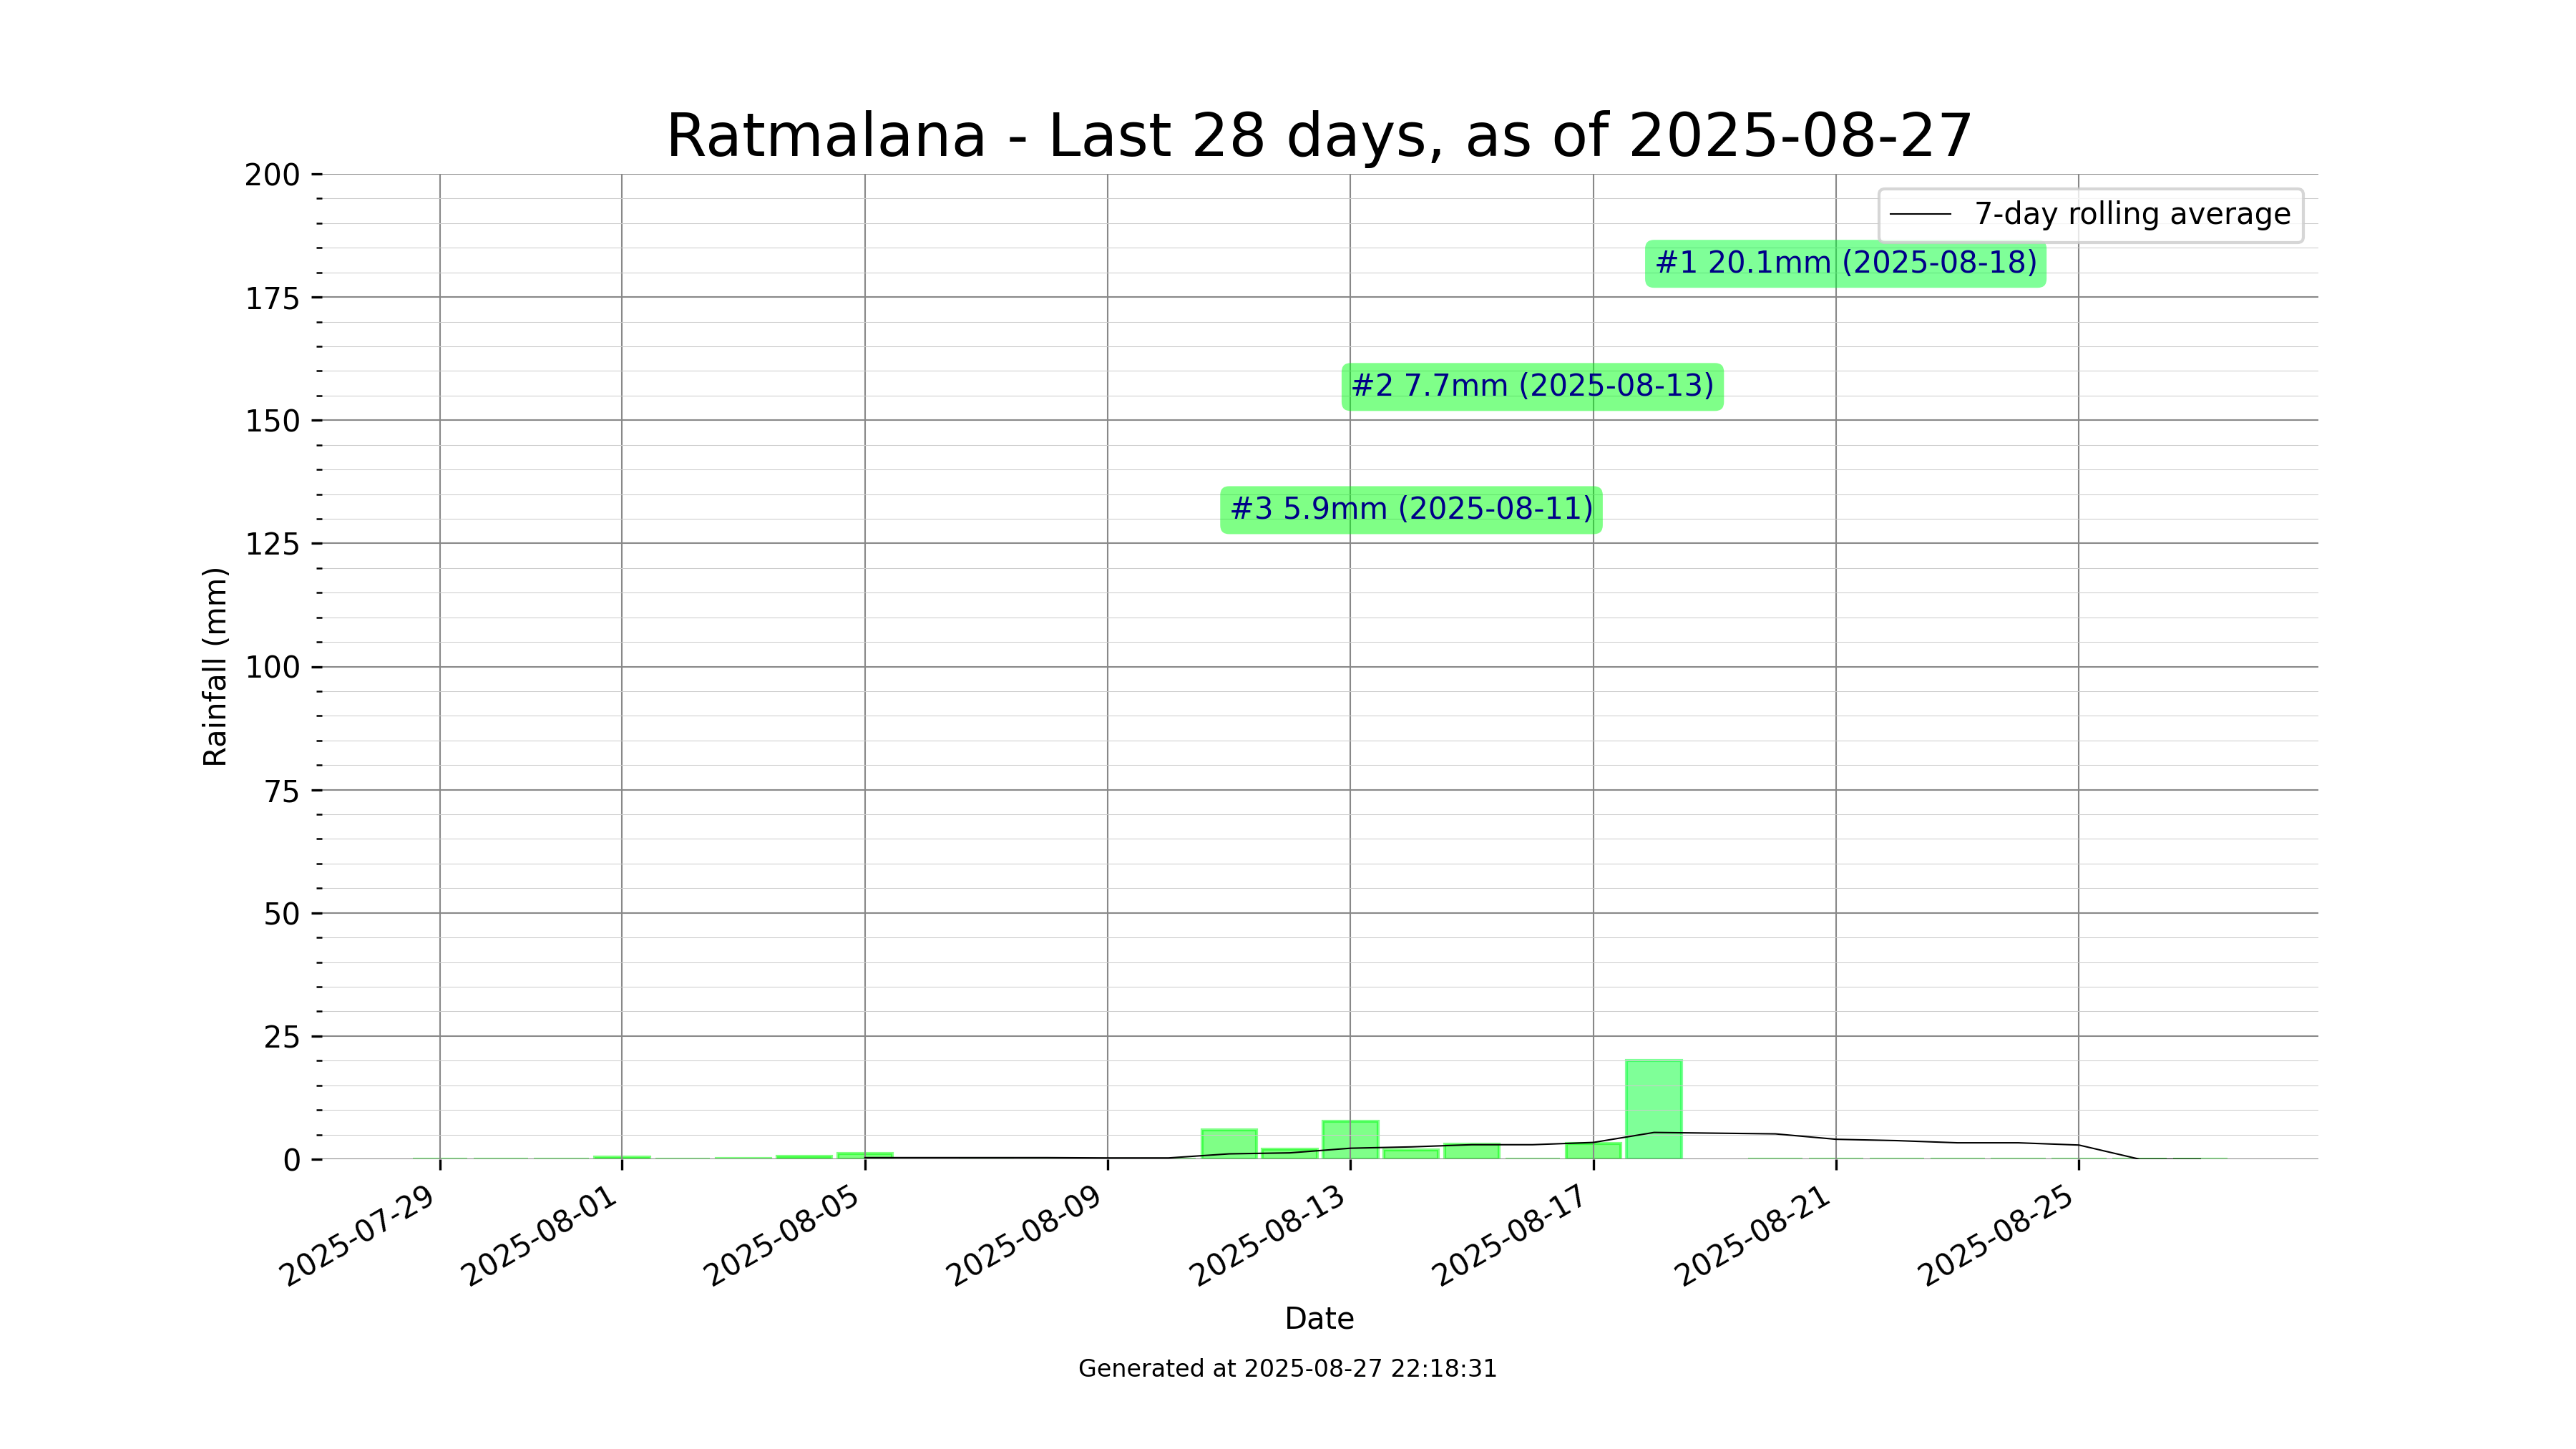 Ratmalana - Last 28 days, as of 2025-08-27
7-day rolling average
#1 20.1mm (2025-08-18)
#2 7.7mm (2025-08-13)
#3 5.9mm (2025-08-11)
Rainfall (mm)
200
175
150
125
100
75
50
25
0
2025-07-29
2025-08-01
2025-08-05
2025-08-09
2025-08-13
2025-08-17
2025-08-21
2025-08-25
Date
Generated at 2025-08-27 22:18:31